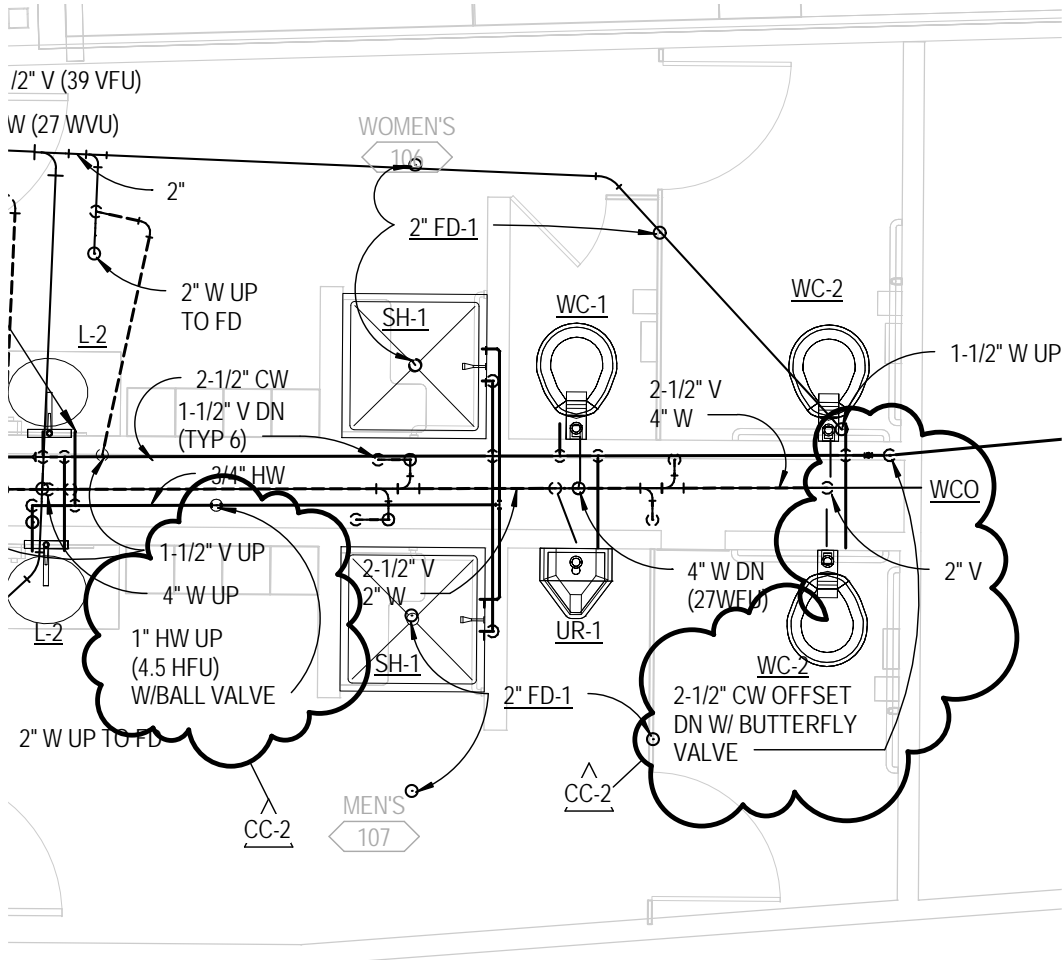 /2" V (39 VFU)
W (27 WVU)
WOMEN'S
106
2"
2" FD-1
2" W UP
TO FD
WC-1
WC-2
SH-1
L-2
1-1/2" W UP
2-1/2" CW
2-1/2" V
4" W
1-1/2" V DN
(TYP 6)
3/4" HW
WCO
1-1/2" V UP
2-1/2" V
2" W
4" W DN
(27WFU)
2" V
4" W UP
L-2
UR-1
1" HW UP
(4.5 HFU)
W/BALL VALVE
SH-1
WC-2
2" FD-1
2-1/2" CW OFFSET
DN W/ BUTTERFLY
VALVE
2" W UP TO FD
MEN'S
107
CC-2
CC-2